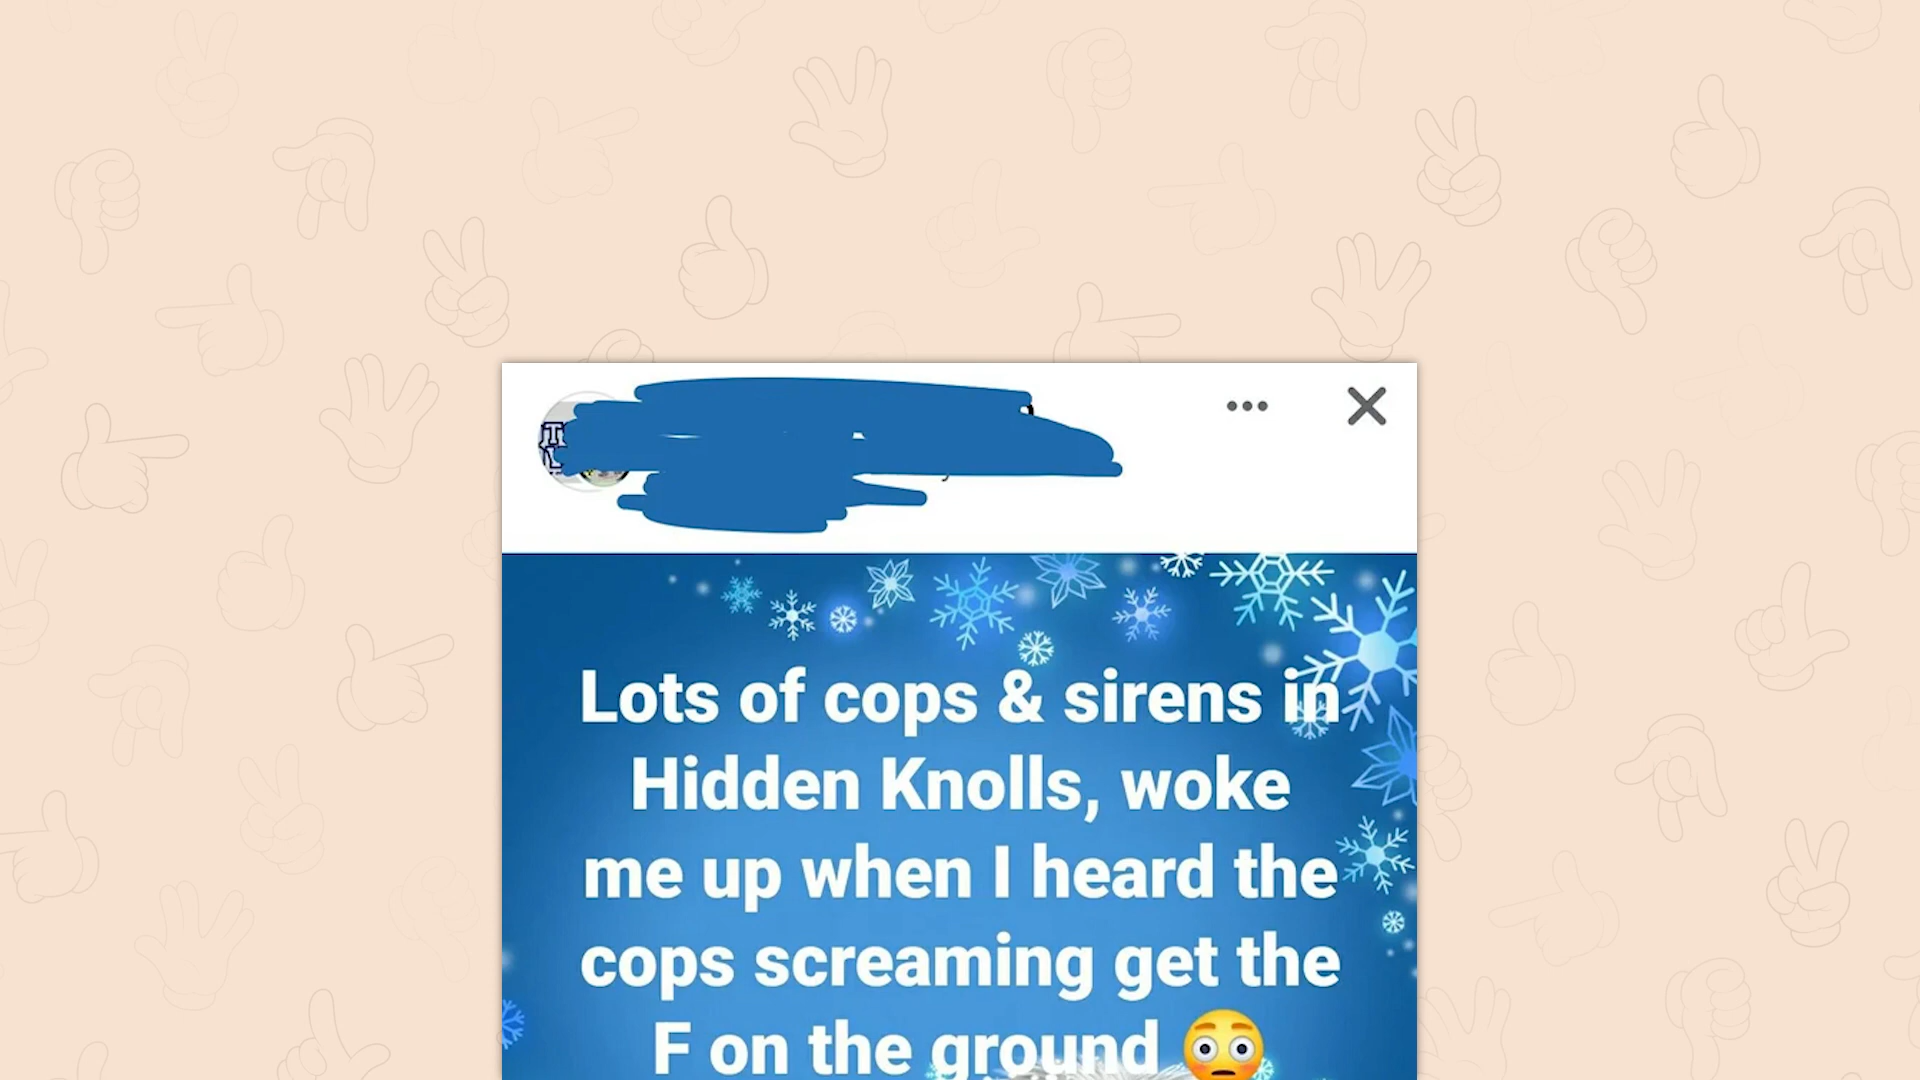 Lots of cops & sirens in
Hidden Knolls, woke
me up when I heard the
cops screaming get the
F on the ground 😳